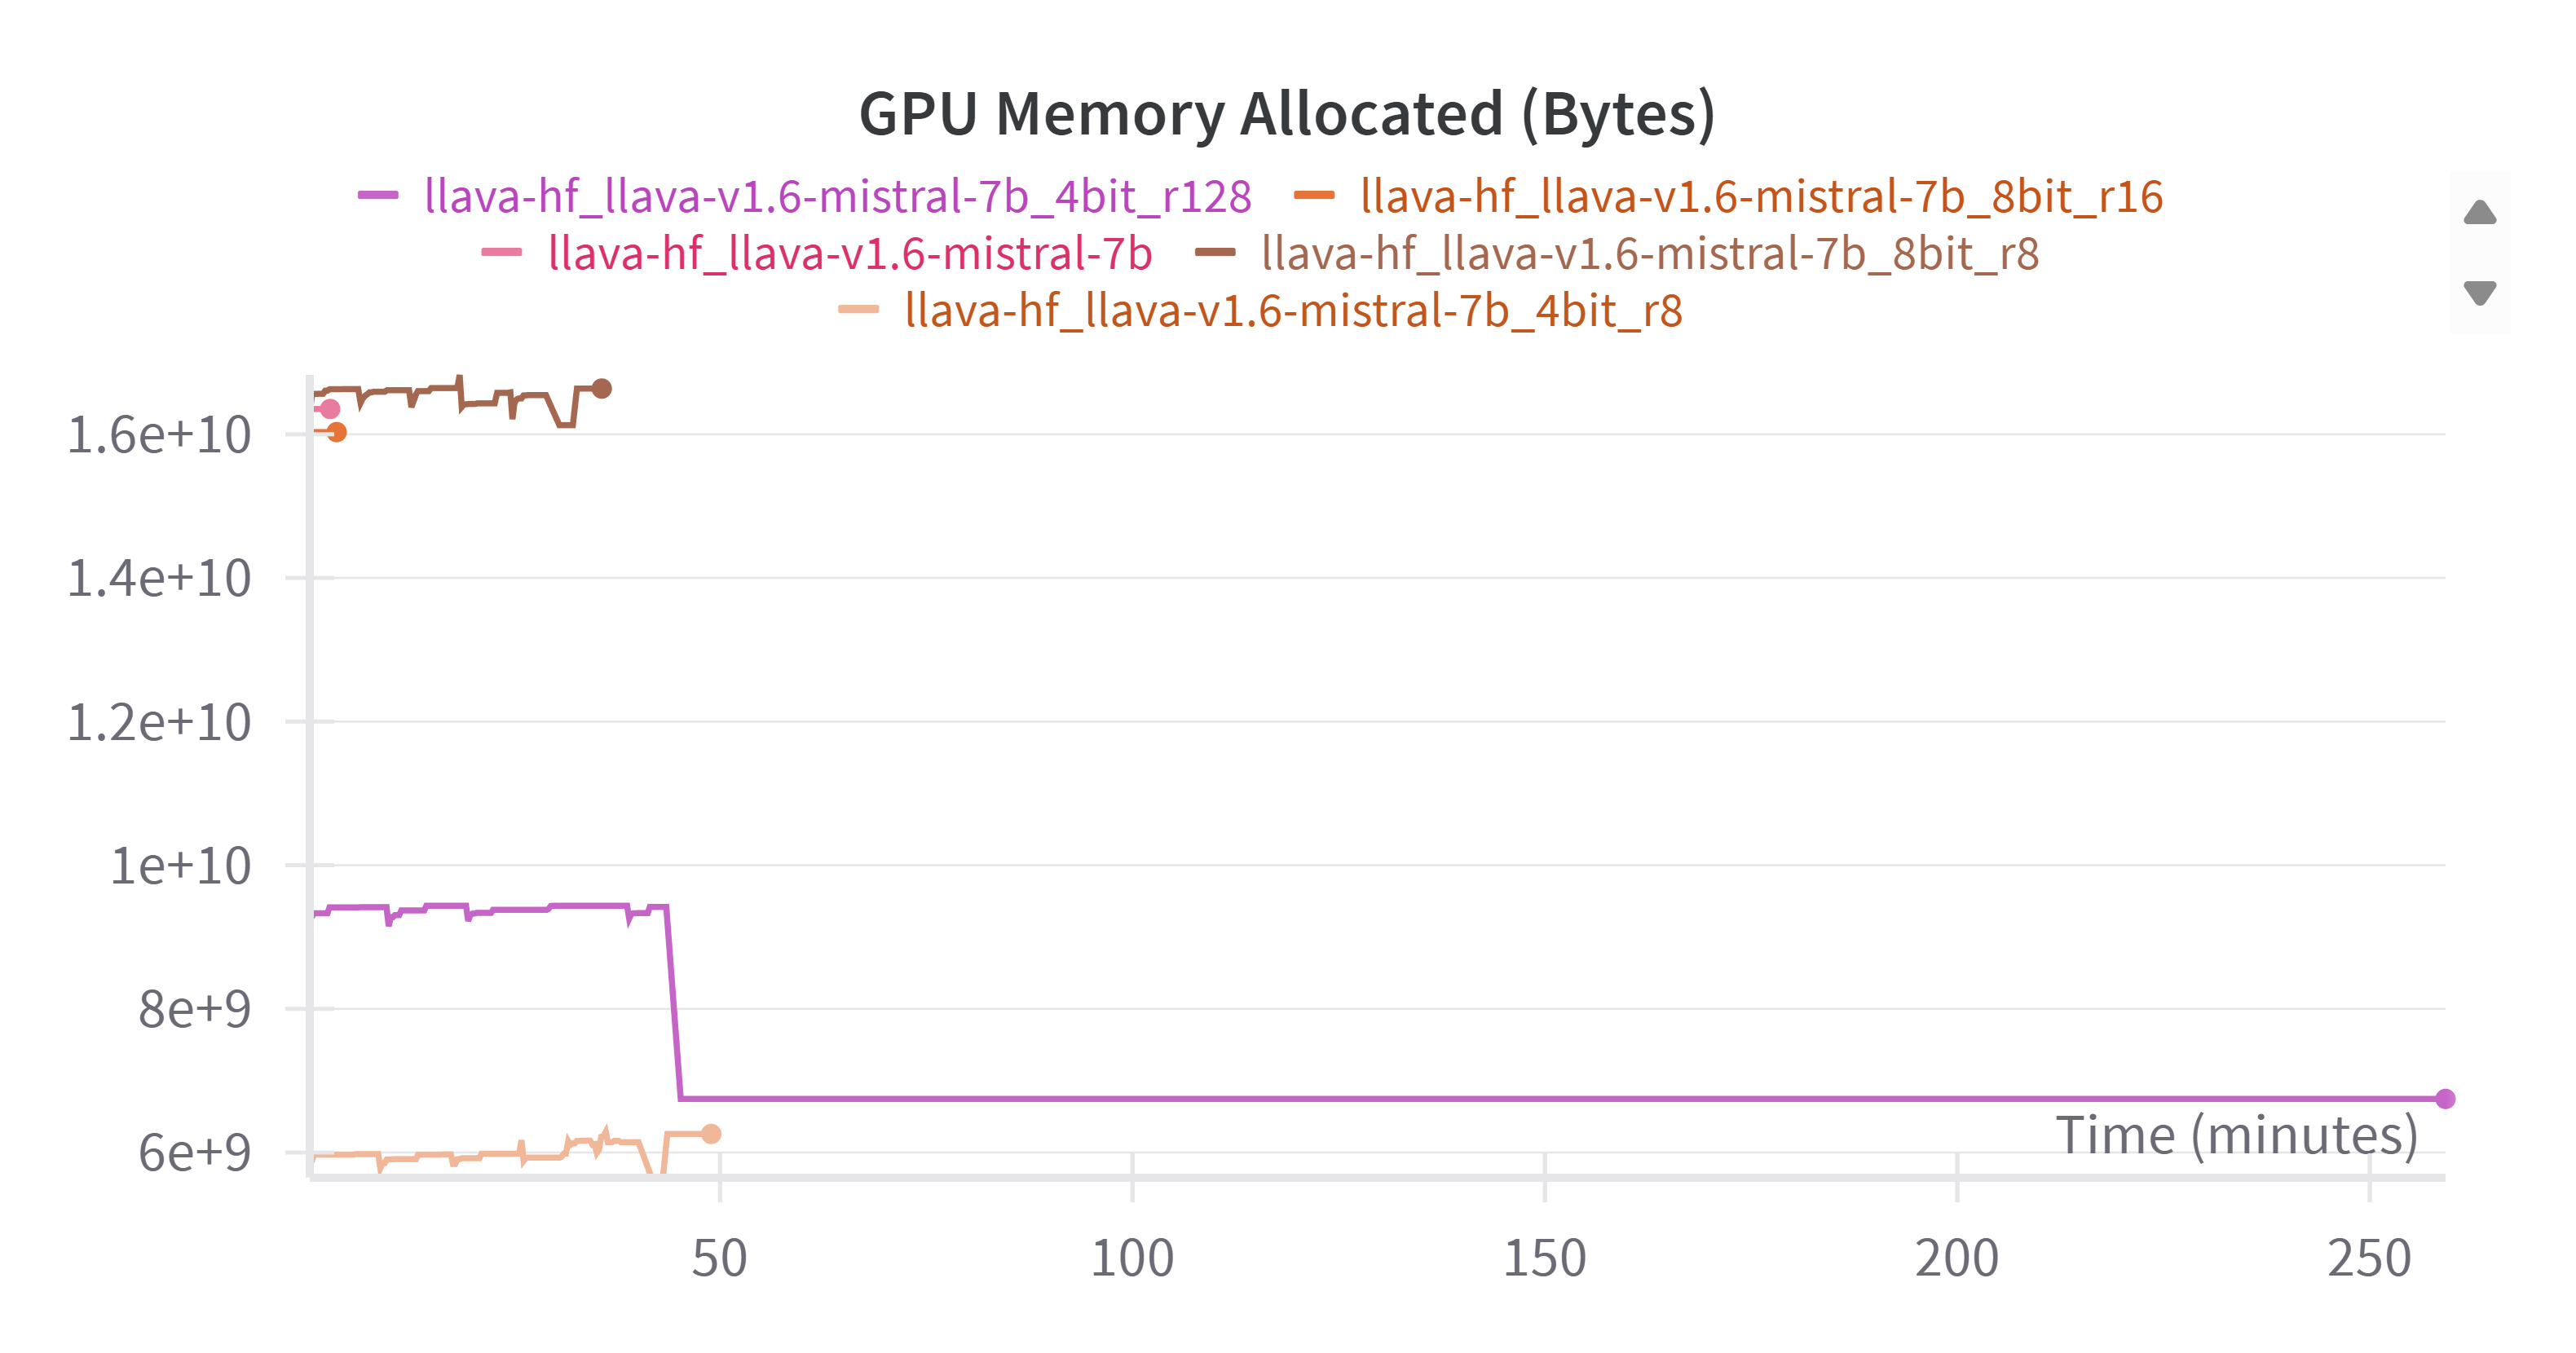 GPU Memory Allocated (Bytes)
llava-hf_llava-v1.6-mistral-7b_4bit_r128 llava-hf_llava-v1.6-mistral-7b_8bit_r16
llava-hf_llava-v1.6-mistral-7b llava-hf_llava-v1.6-mistral-7b_8bit_r8
llava-hf_llava-v1.6-mistral-7b_4bit_r8
1.6e+10
1.4e+10
1.2e+10
1e+10
8e+9
6e+9
Time (minutes)
50 100 150 200 250